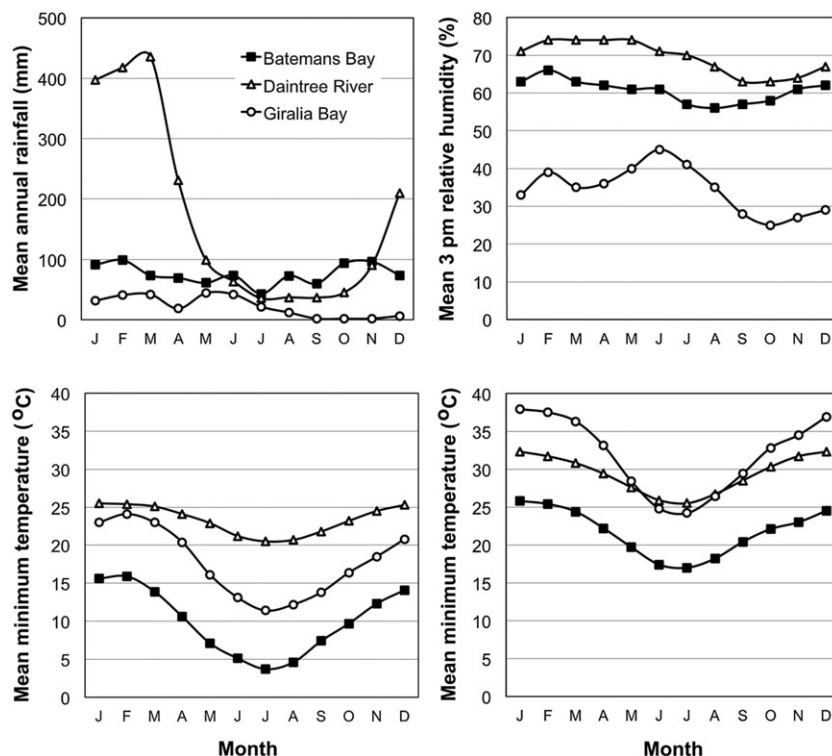 Mean annual rainfall (mm)
500
400
300
200
100
0
Batemans Bay
Daintree River
Giralia Bay
J F M A M J J A S O N D
Mean 3 pm relative humidity (%)
80
70
60
50
40
30
20
10
0
J F M A M J J A S O N D
Mean minimum temperature (°C)
40
35
30
25
20
15
10
5
0
J F M A M J J A S O N D
Month
Mean minimum temperature (°C)
40
35
30
25
20
15
10
5
0
J F M A M J J A S O N D
Month